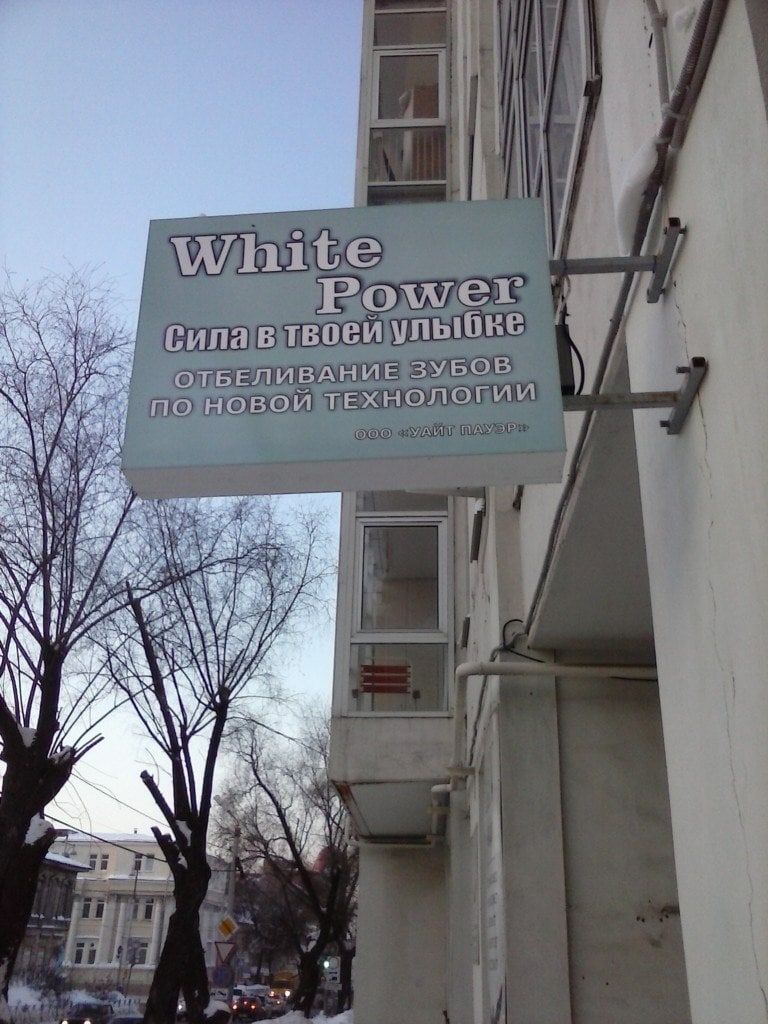 White
Power
Сила в твоей улыбке
ОТБЕЛИВАНИЕ ЗУБОВ
ПО НОВОЙ ТЕХНОЛОГИИ
ООО «УАЙТ ПАУЭР»